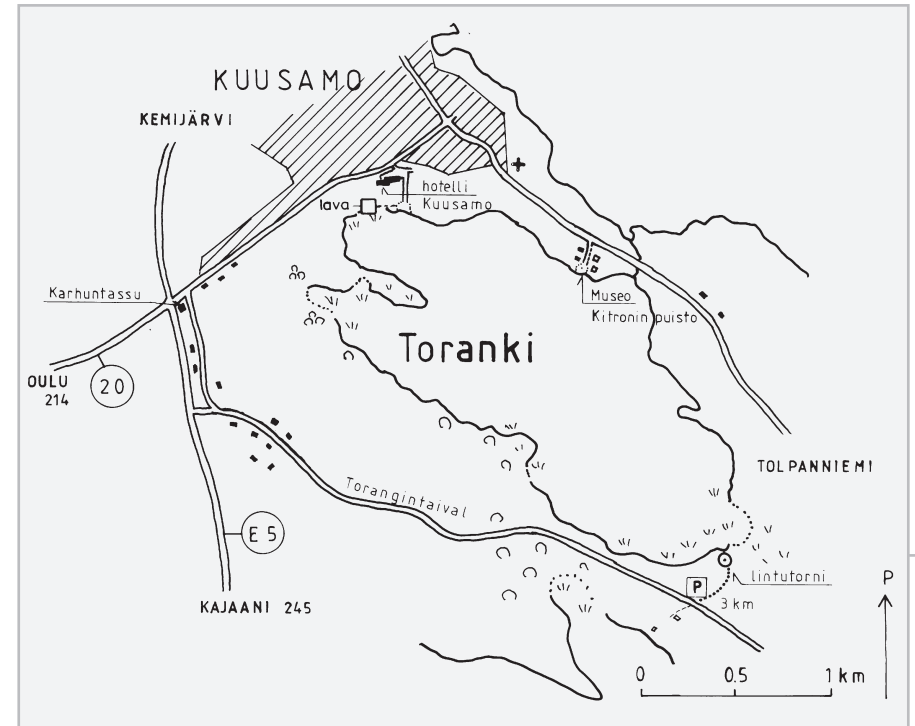 KUUSAMO
KEMIJÄRVI
hotelli
Kuusamo
lava
Karhuntassu
Museo
Kitronin puisto
Toranki
OULU
214
20
TOLPANNIEMI
Torangintaival
E5
lintutorni
P
P
3 km
KAJAANI 245
0 0.5 1 km